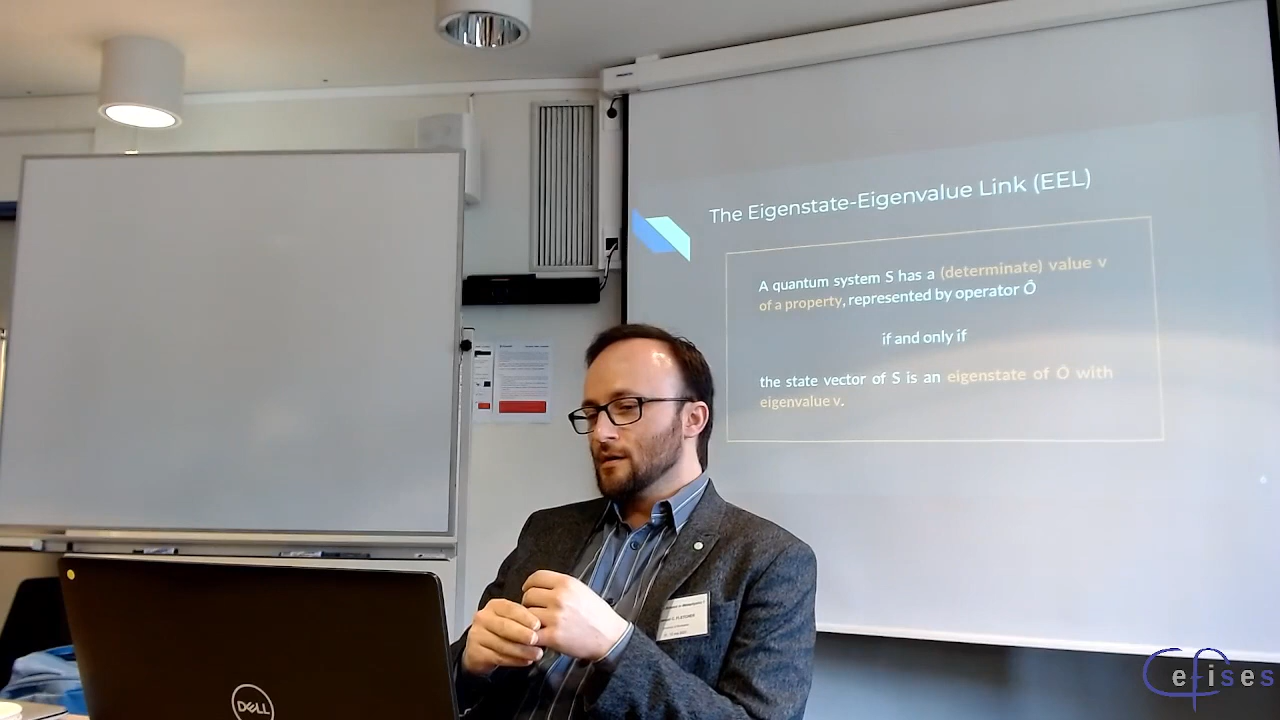 The Eigenstate-Eigenvalue Link (EEL)
A quantum system S has a (determinate) value v
of a property, represented by operator Ô
if and only if
the state vector of S is an eigenstate of Ô with
eigenvalue v.
FLETCHER
DELL
efises